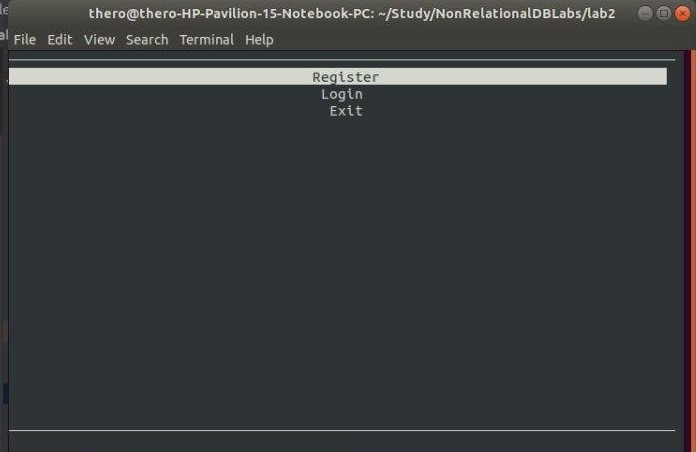 thero@thero-HP-Pavilion-15-Notebook-PC: ~/Study/NonRelationalDBLabs/lab2
File Edit View Search Terminal Help
Register
Login
Exit